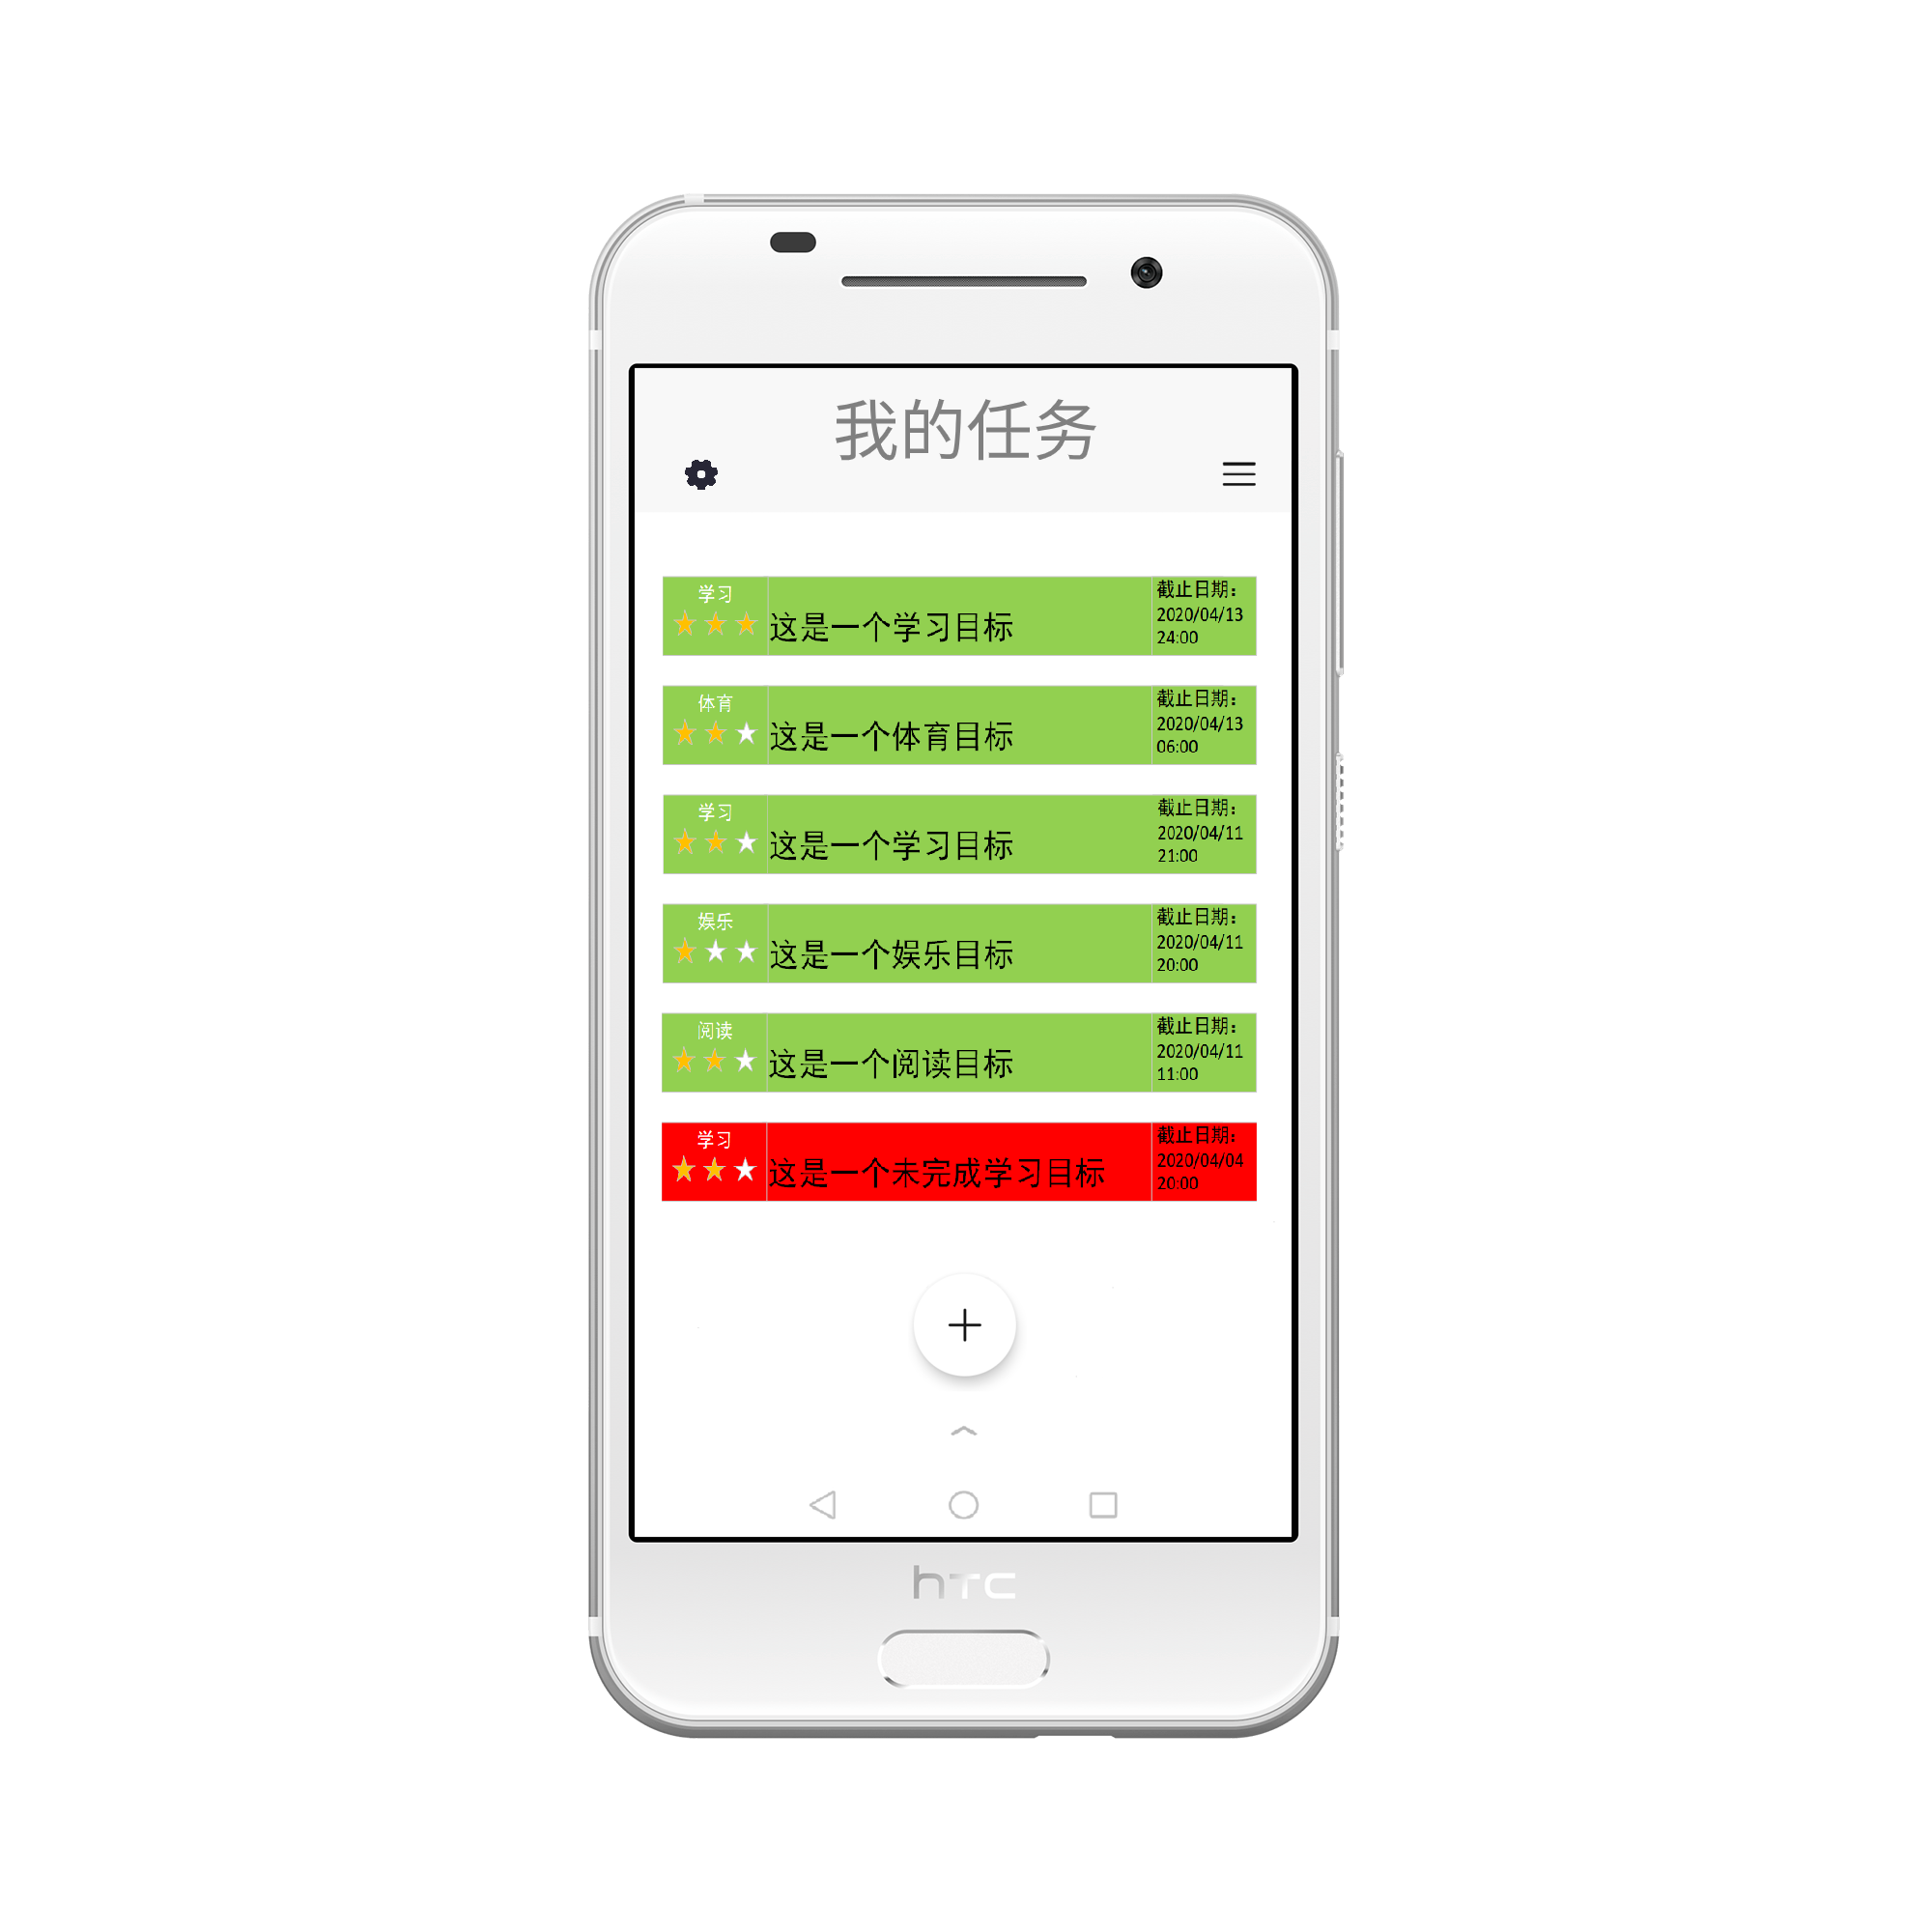 我的任务
学习
这是一个学习目标
截止日期：
2020/04/13
24:00
体育
这是一个体育目标
截止日期：
2020/04/13
06:00
学习
这是一个学习目标
截止日期：
2020/04/11
21:00
娱乐
这是一个娱乐目标
截止日期：
2020/04/11
20:00
阅读
这是一个阅读目标
截止日期：
2020/04/11
11:00
学习
这是一个未完成学习目标
截止日期：
2020/04/04
20:00
hTC